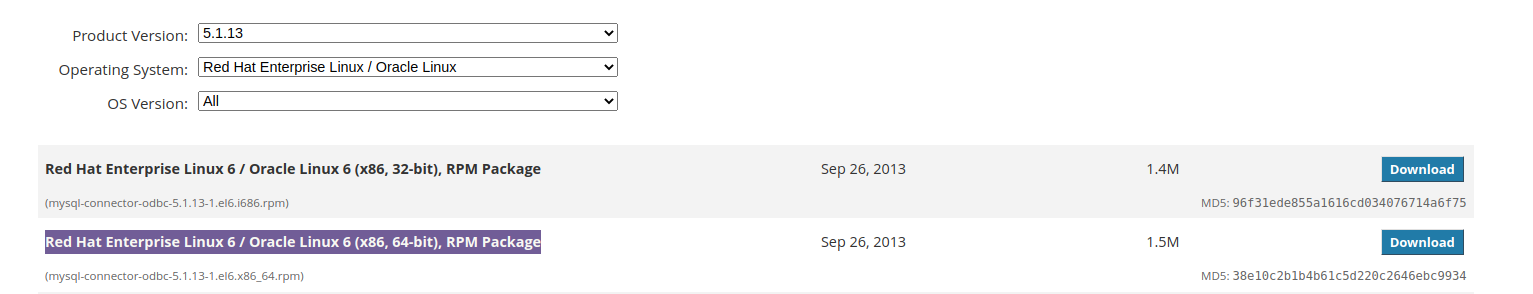 Product Version: 5.1.13
Operating System: Red Hat Enterprise Linux / Oracle Linux
OS Version: All
Red Hat Enterprise Linux 6 / Oracle Linux 6 (x86, 32-bit), RPM Package Sep 26, 2013 1.4M Download
(mysql-connector-odbc-5.1.13-1.el6.i686.rpm) MD5: 96f31ede855a1616cd034076714a6f75
Red Hat Enterprise Linux 6 / Oracle Linux 6 (x86, 64-bit), RPM Package Sep 26, 2013 1.5M Download
(mysql-connector-odbc-5.1.13-1.el6.x86_64.rpm) MD5: 38e10c2b1b4b61c5d220c2646ebc9934